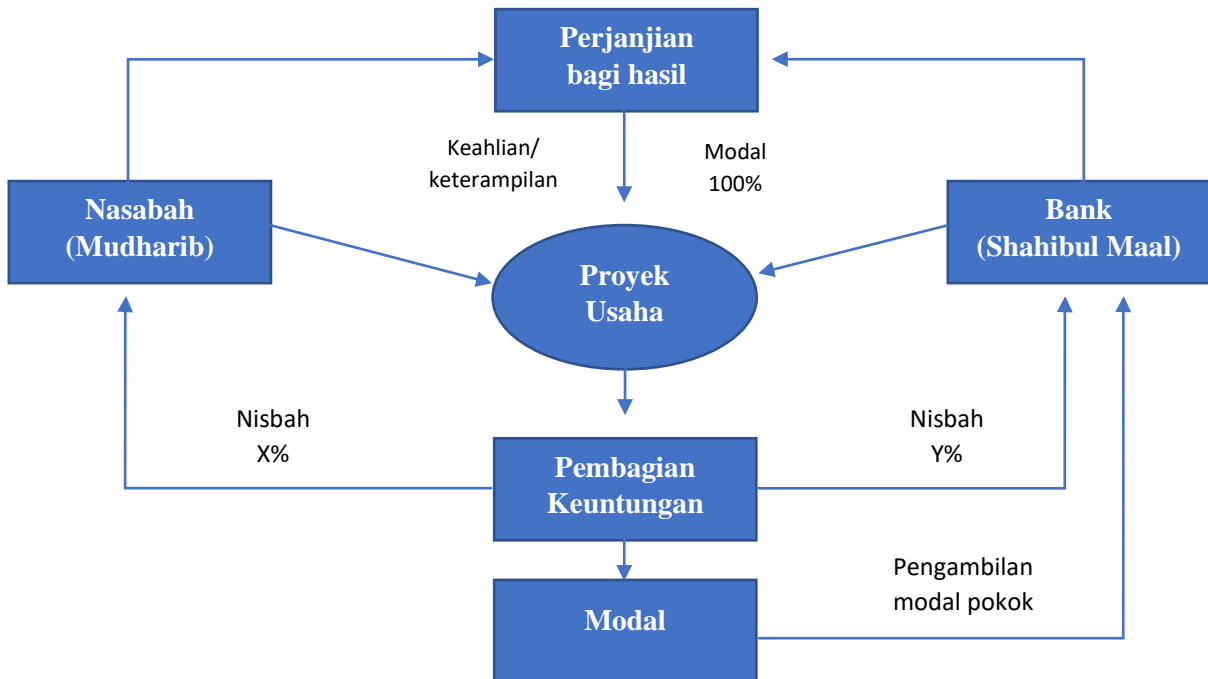 Perjanjian
bagi hasil
Keahlian/
keterampilan
Modal
100%
Nasabah
(Mudharib)
Bank
(Shahibul Maal)
Proyek
Usaha
Nisbah
X%
Nisbah
Y%
Pembagian
Keuntungan
Pengambilan
modal pokok
Modal